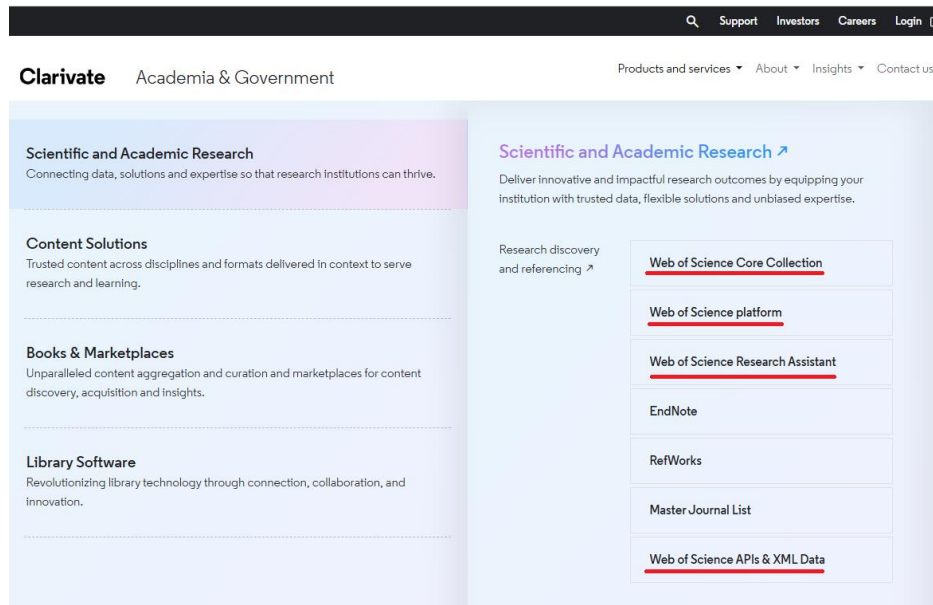 Support Investors Careers Login
Clarivate Academia & Government
Products and services About Insights Contact us
Scientific and Academic Research
Connecting data, solutions and expertise so that research institutions can thrive.
Content Solutions
Trusted content across disciplines and formats delivered in context to serve
research and learning.
Books & Marketplaces
Unparalleled content aggregation and curation and marketplaces for content
discovery, acquisition and insights.
Library Software
Revolutionizing library technology through connection, collaboration, and
innovation.
Scientific and Academic Research
Deliver innovative and impactful research outcomes by equipping your
institution with trusted data, flexible solutions and unbiased expertise.
Research discovery
and referencing
Web of Science Core Collection
Web of Science platform
Web of Science Research Assistant
EndNote
RefWorks
Master Journal List
Web of Science APIs & XML Data